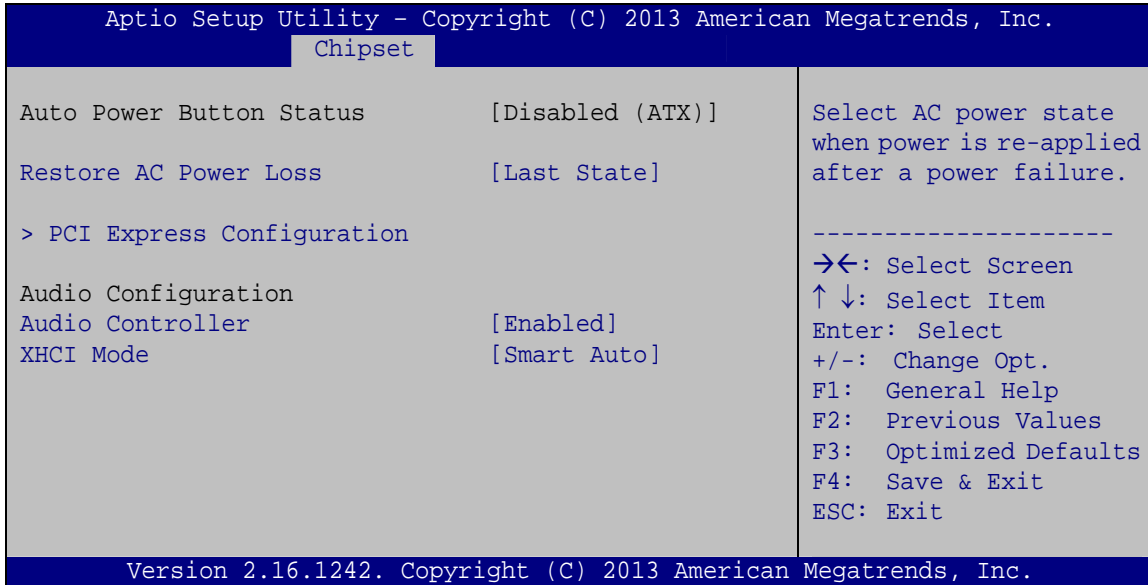 Aptio Setup Utility – Copyright (C) 2013 American Megatrends, Inc.
Chipset
Auto Power Button Status [Disabled (ATX)]
Restore AC Power Loss [Last State]
> PCI Express Configuration
Audio Configuration
Audio Controller [Enabled]
XHCI Mode [Smart Auto]
Select AC power state
when power is re-applied
after a power failure.
---------------------
→←: Select Screen
↑ ↓: Select Item
Enter: Select
+/-: Change Opt.
F1: General Help
F2: Previous Values
F3: Optimized Defaults
F4: Save & Exit
ESC: Exit
Version 2.16.1242. Copyright (C) 2013 American Megatrends, Inc.